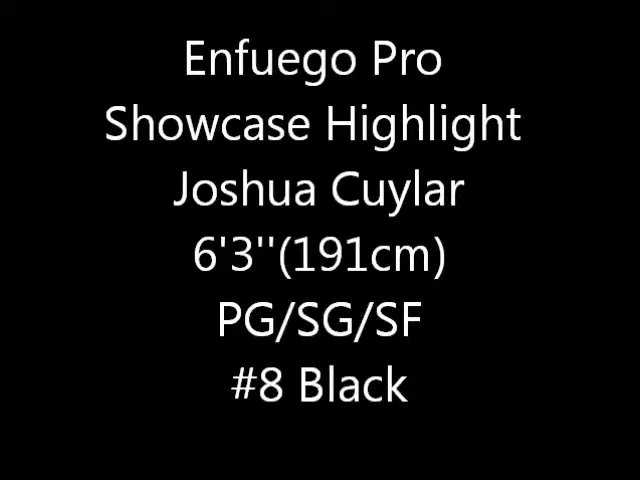 Enfuego Pro
Showcase Highlight
Joshua Cuylar
6'3''(191cm)
PG/SG/SF
#8 Black